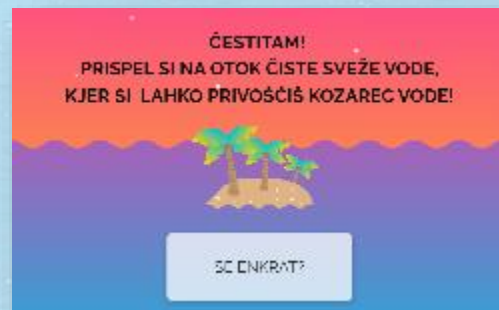 ČESTITAM!
PRISPEL SI NA OTOK ČISTE SVEŽE VODE,
KJER SI LAHKO PRIVOŠČIŠ KOZAREC VODE!
ŠE ENKRAT?